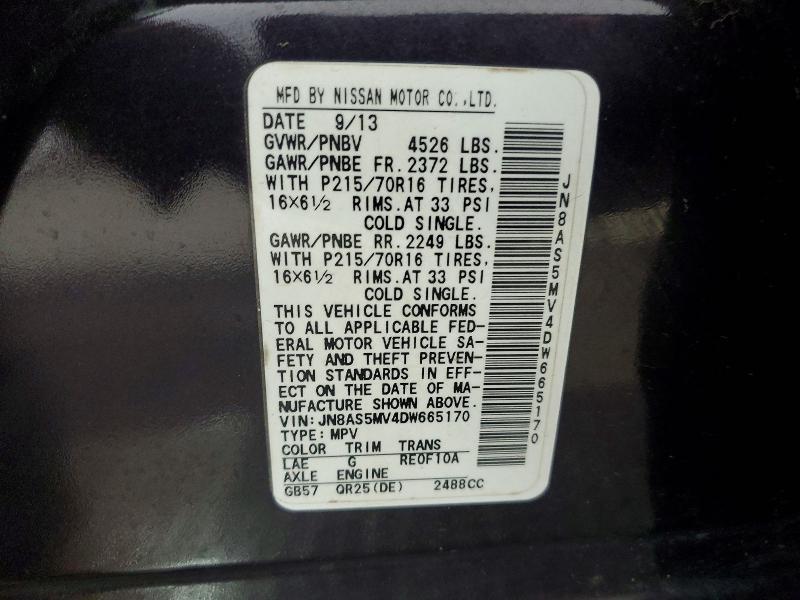 MFD BY NISSAN MOTOR CO.,LTD.
DATE 9/13
GVWR/PNBV 4526 LBS.
GAWR/PNBE FR. 2372 LBS.
WITH P215/70R16 TIRES,
16×6½ RIMS.AT 33 PSI
COLD SINGLE.
GAWR/PNBE RR. 2249 LBS.
WITH P215/70R16 TIRES,
16×6½ RIMS.AT 33 PSI
COLD SINGLE.
THIS VEHICLE CONFORMS
TO ALL APPLICABLE FED-
ERAL MOTOR VEHICLE SA-
FETY AND THEFT PREVEN-
TION STANDARDS IN EFF-
ECT ON THE DATE OF MA-
NUFACTURE SHOWN ABOVE.
VIN: JN8AS5MV4DW665170
TYPE: MPV
COLOR TRIM TRANS
LAE G RE0F10A
AXLE ENGINE
GB57 QR25(DE) 2488CC
JN8AS5MV4DW665170